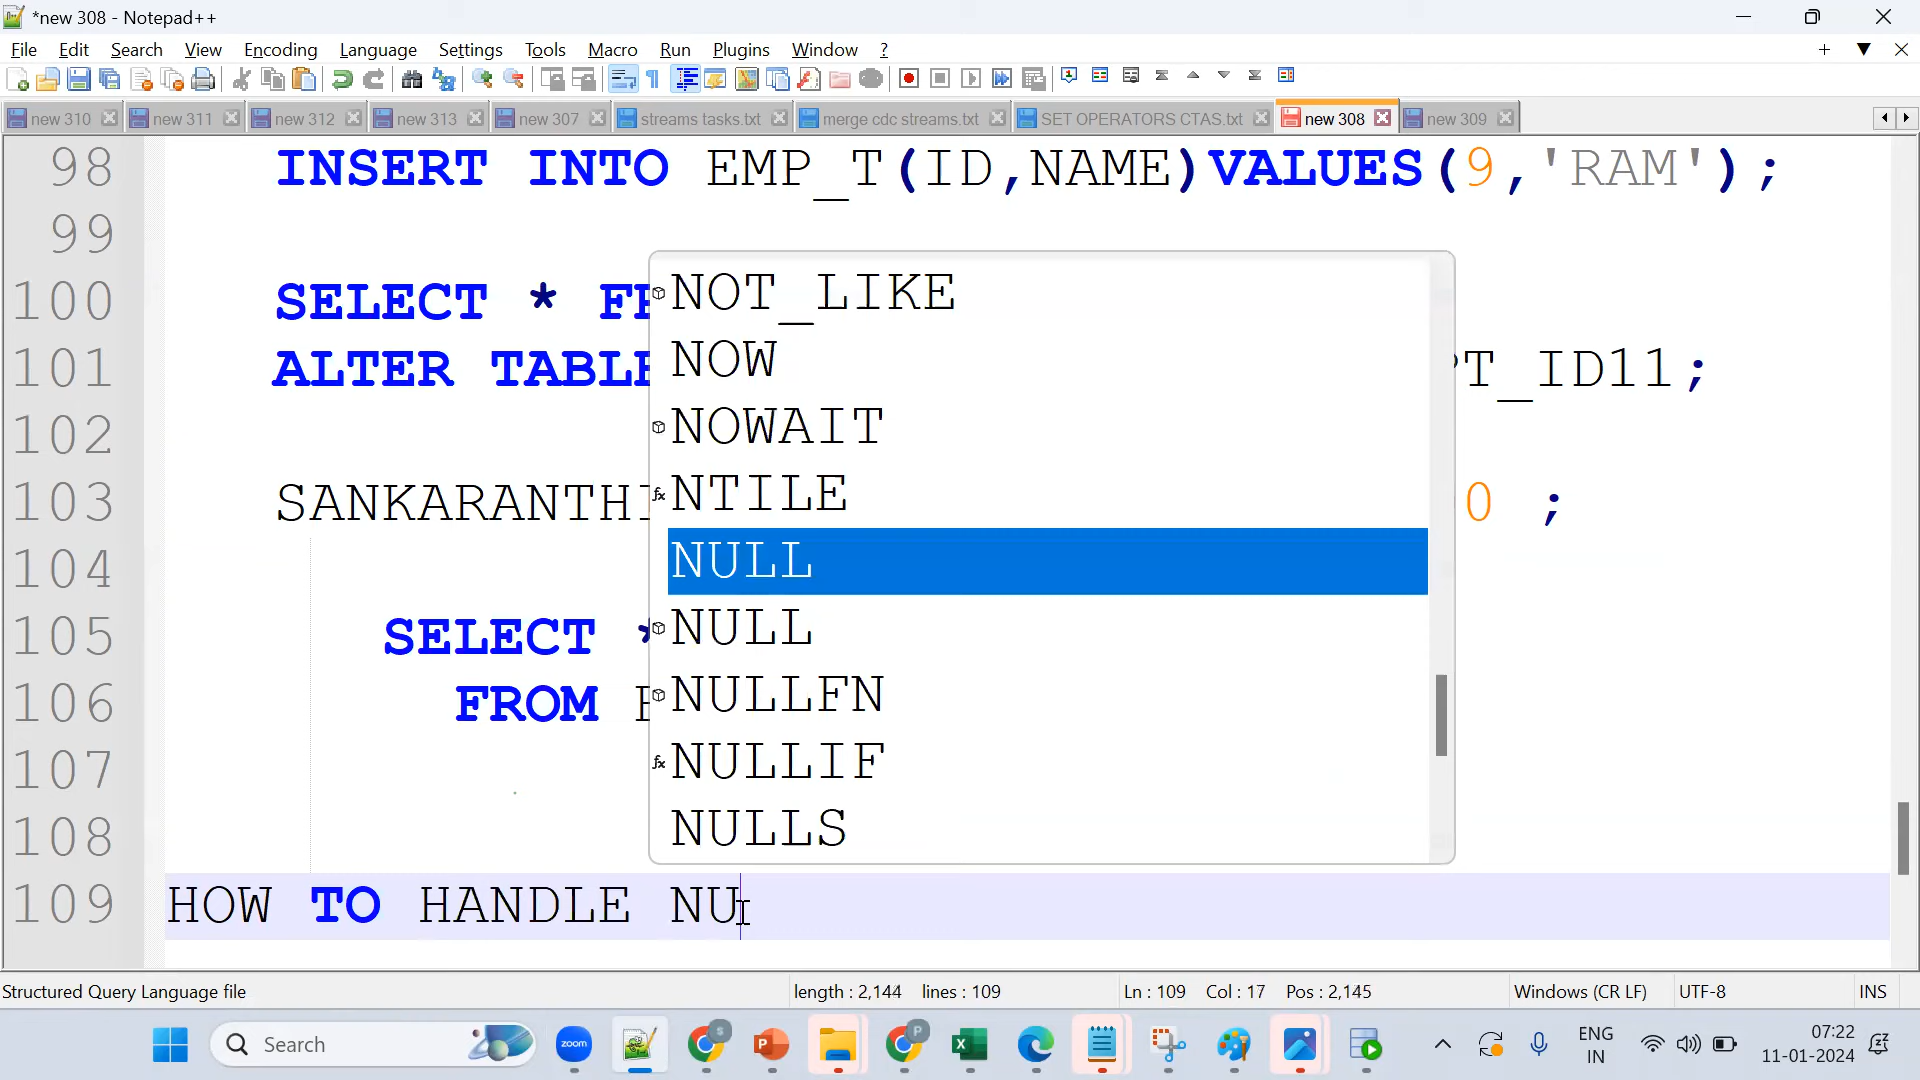 *new 308 - Notepad++
File Edit Search View Encoding Language Settings Tools Macro Run Plugins Window ?
new 310 new 311 new 312 new 313 new 307 streams tasks.txt merge cdc streams.txt SET OPERATORS CTAS.txt new 308 new 309
98 INSERT INTO EMP_T(ID,NAME)VALUES(9,'RAM');
99
100 SELECT * F
101 ALTER TABLE PT_ID11;
102
103 SANKARANTHI 0 ;
104
105 SELECT *
106 FROM
107
108
109 HOW TO HANDLE NU
NOT_LIKE
NOW
NOWAIT
NTILE
NULL
NULL
NULLFN
NULLIF
NULLS
Structured Query Language file length : 2,144 lines : 109 Ln : 109 Col : 17 Pos : 2,145 Windows (CR LF) UTF-8 INS
Search zoom S P P X ENG 07:22
IN 11-01-2024